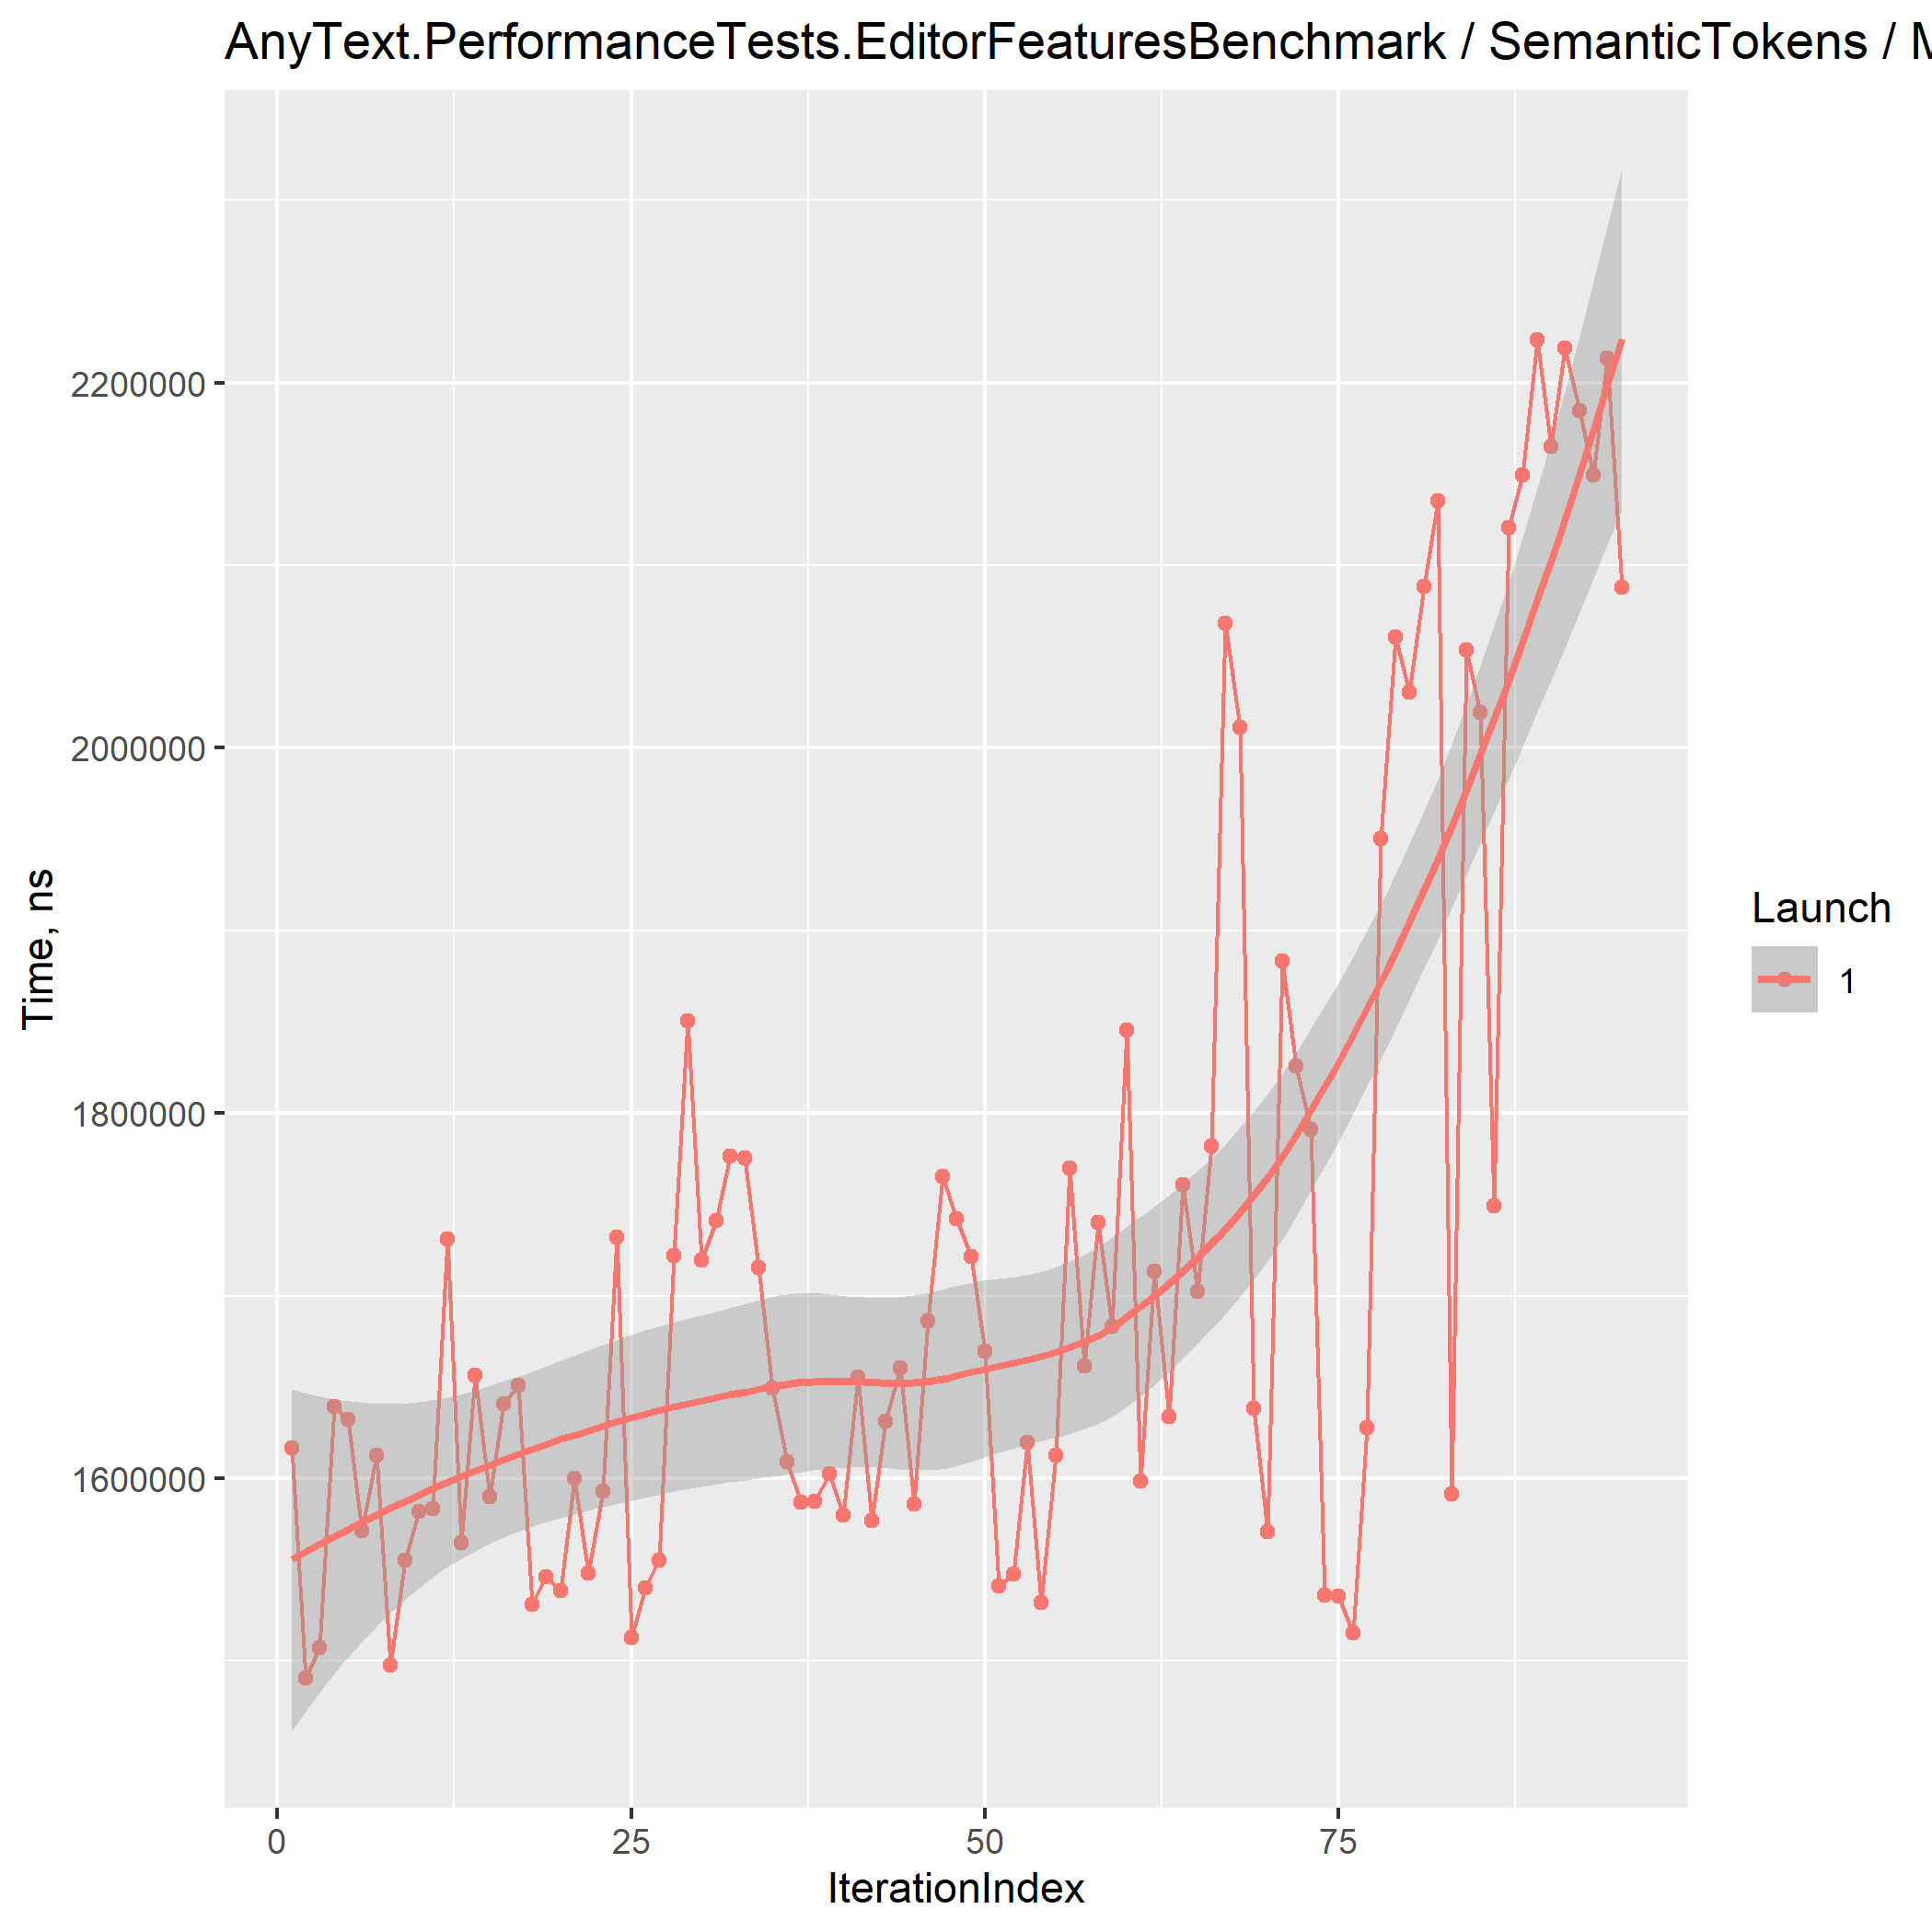 AnyText.PerformanceTests.EditorFeaturesBenchmark / SemanticTokens / M
2200000
2000000
1800000
1600000
Time, ns
0 25 50 75
IterationIndex
Launch
1